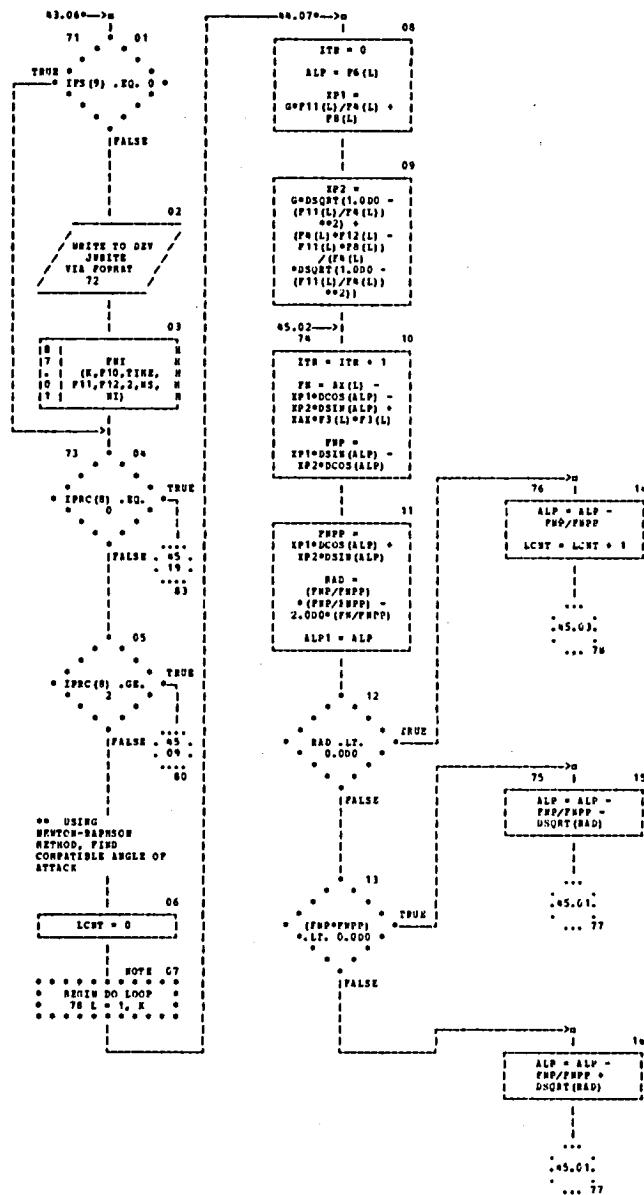 43.06*--->
71 01
TRUE
IFS(9) .EQ. 0
FALSE
02
WRITE TO DEV
JWRITE
VIA FORMAT
72
03
FNI
(K,F10,TIME,
F11,F12,2,NS,
NI)
73 04
TRUE
IPRC(8) .EQ.
0
FALSE
45
19
83
05
TRUE
IPRC(8) .GE.
2
FALSE
45
09
80
** USING
NEWTON-RAPHSON
METHOD, FIND
COMPATIBLE ANGLE OF
ATTACK
06
LCNT = 0
NOTE 07
BEGIN DO LOOP
78 L = 1, K
44.07*--->
08
ITR = 0
ALP = F6(L)
XP1 =
G*F11(L)/F4(L) +
F8(L)
09
XP2 =
G*DSQRT(1.0D0 -
(F11(L)/F4(L))
**2) +
(F4(L)*F12(L) -
F11(L)*F8(L))
/(F4(L)
*DSQRT(1.0D0 -
(F11(L)/F4(L))
**2))
45.02--->
74 10
ITR = ITR + 1
FN = AX(L) -
XP1*DCOS(ALP) -
XP2*DSIN(ALP) +
XAX*F3(L)*F3(L)
FNP =
XP1*DSIN(ALP) -
XP2*DCOS(ALP)
11
FNPP =
XP1*DCOS(ALP) +
XP2*DSIN(ALP)
RAD =
(FNP/FNPP)
*(FNP/FNPP) -
2.0D0*(FN/FNPP)
ALP1 = ALP
12
TRUE
RAD .LT.
0.0D0
FALSE
13
TRUE
(FNP*FNPP)
.LT. 0.0D0
FALSE
76
ALP = ALP -
FNP/FNPP
LCNT = LCNT + 1
45.03
78
75 15
ALP = ALP -
FNP/FNPP -
DSQRT(RAD)
45.01
77
ALP = ALP -
FNP/FNPP +
DSQRT(RAD)
45.01
77